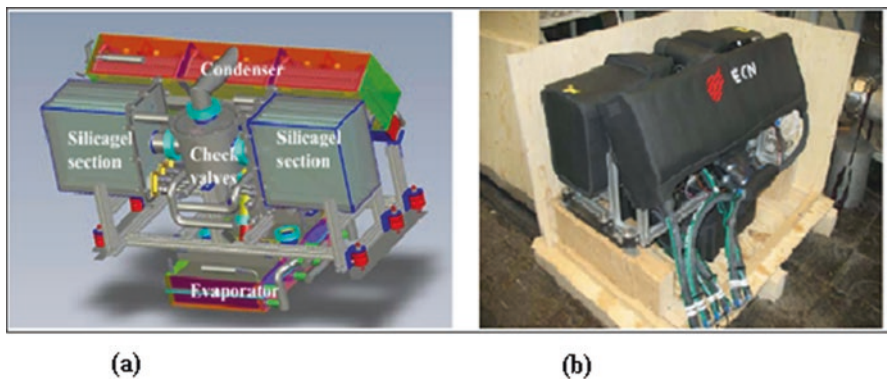 Condenser
Silicagel
section
Check
valves
Silicagel
section
Evaporator
ECN
(a)
(b)